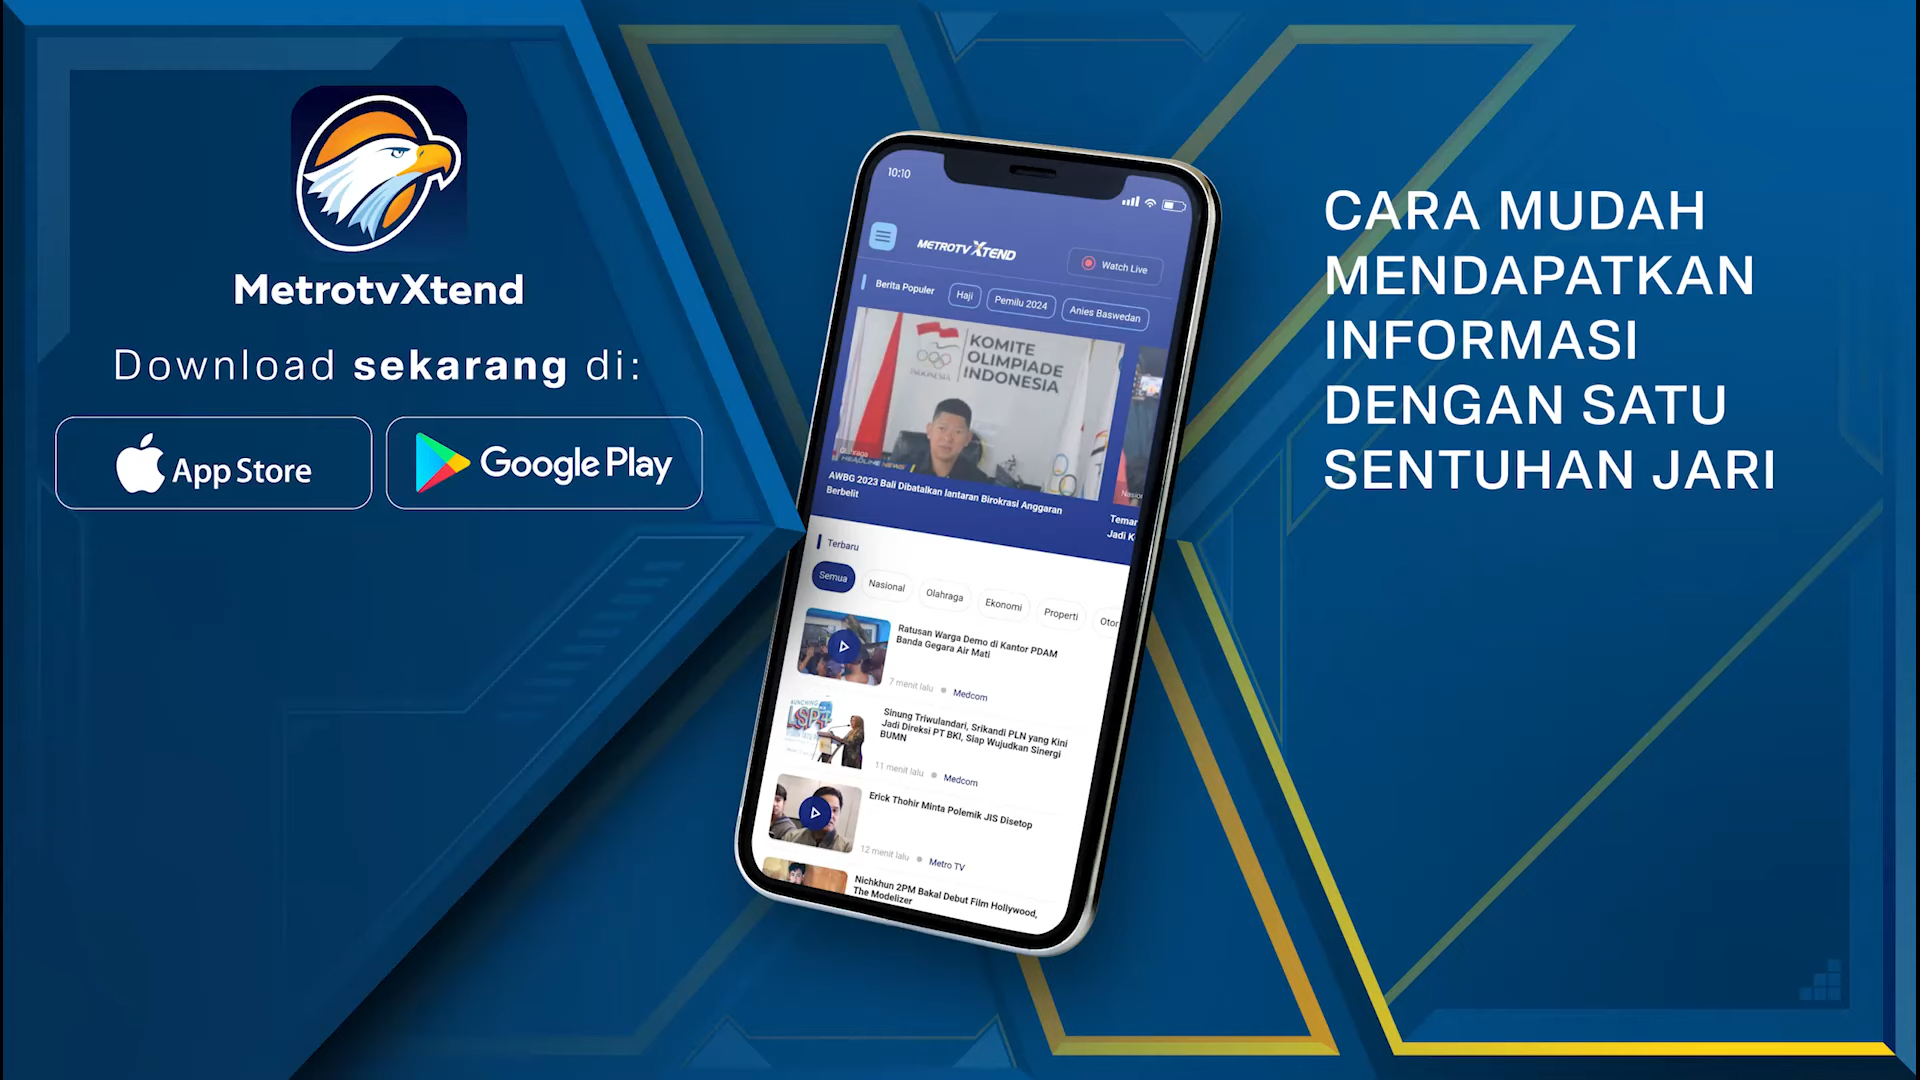 MetrotvXtend
Download sekarang di:
App Store
Google Play
10:10
METROTV XTEND
Watch Live
Berita Populer
Haji
Pemilu 2024
Anies Baswedan
KOMITE
OLIMPIADE
INDONESIA
INDONESIA
Olahraga
HEADLINE NEWS
AWBG 2023 Bali Dibatalkan lantaran Birokrasi Anggaran
Berbelit
Terbaru
Semua
Nasional
Olahraga
Ekonomi
Properti
Ratusan Warga Demo di Kantor PDAM
Banda Gegara Air Mati
7 menit lalu
Medcom
Sinung Triwulandari, Srikandi PLN yang Kini
Jadi Direksi PT BKI, Siap Wujudkan Sinergi
BUMN
11 menit lalu
Medcom
Erick Thohir Minta Polemik JIS Disetop
12 menit lalu
Metro TV
Nichkhun 2PM Bakal Debut Film Hollywood,
The Modelizer
CARA MUDAH
MENDAPATKAN
INFORMASI
DENGAN SATU
SENTUHAN JARI